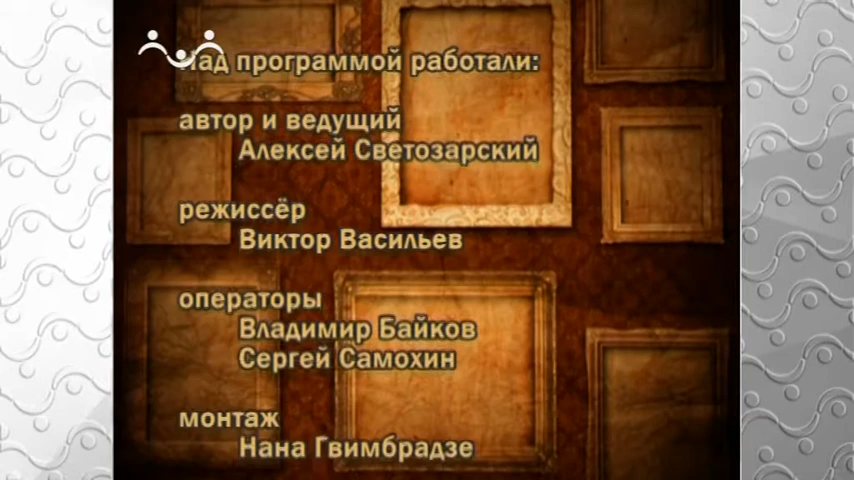 Над программой работали:
автор и ведущий
Алексей Светозарский
режиссёр
Виктор Васильев
операторы
Владимир Байков
Сергей Самохин
монтаж
Нана Гвимбрадзе